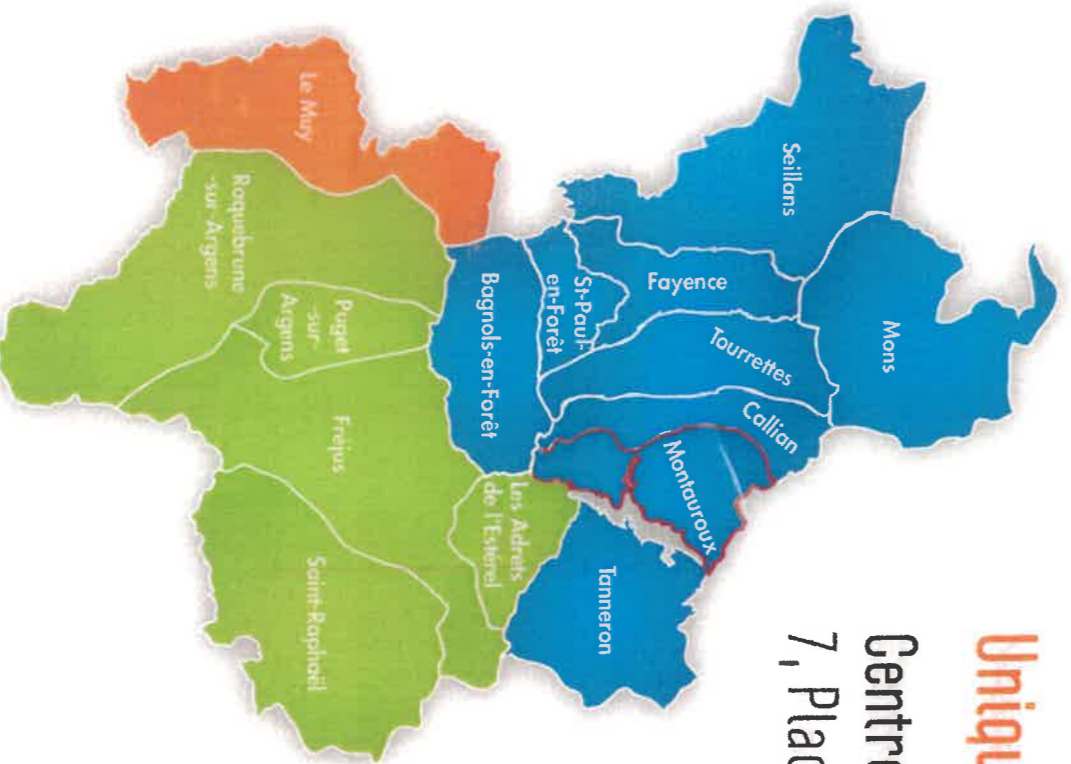 Mons
Seillans
Fayence
Tourrettes
Callian
Montauroux
St-Paul-
en-Forêt
Bagnols-en-Forêt
Tanneron
Le Muy
Roquebrune
-sur-Argens
Puget
-sur-
Argens
Fréjus
Les Adrets
de l'Estérel
Saint-Raphaël
Uniqu
Centre
7, Plac